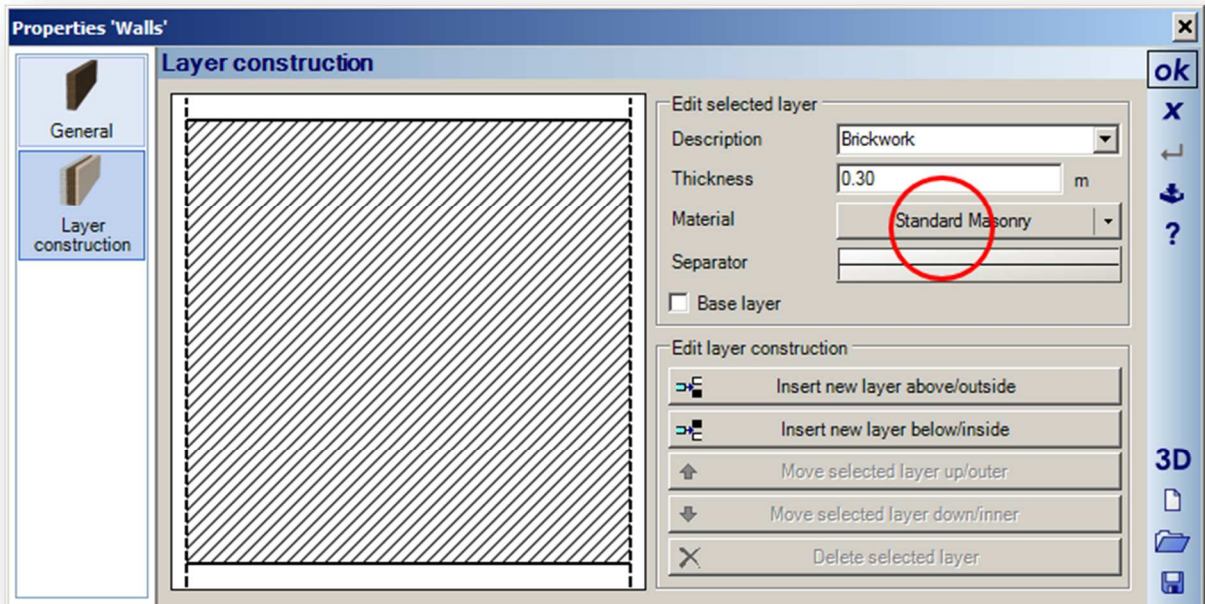 Properties 'Walls'
General
Layer
construction
Layer construction
Edit selected layer
Description Brickwork
Thickness 0.30 m
Material Standard Masonry
Separator
Base layer
Edit layer construction
Insert new layer above/outside
Insert new layer below/inside
Move selected layer up/outer
Move selected layer down/inner
Delete selected layer
ok
x
?
3D